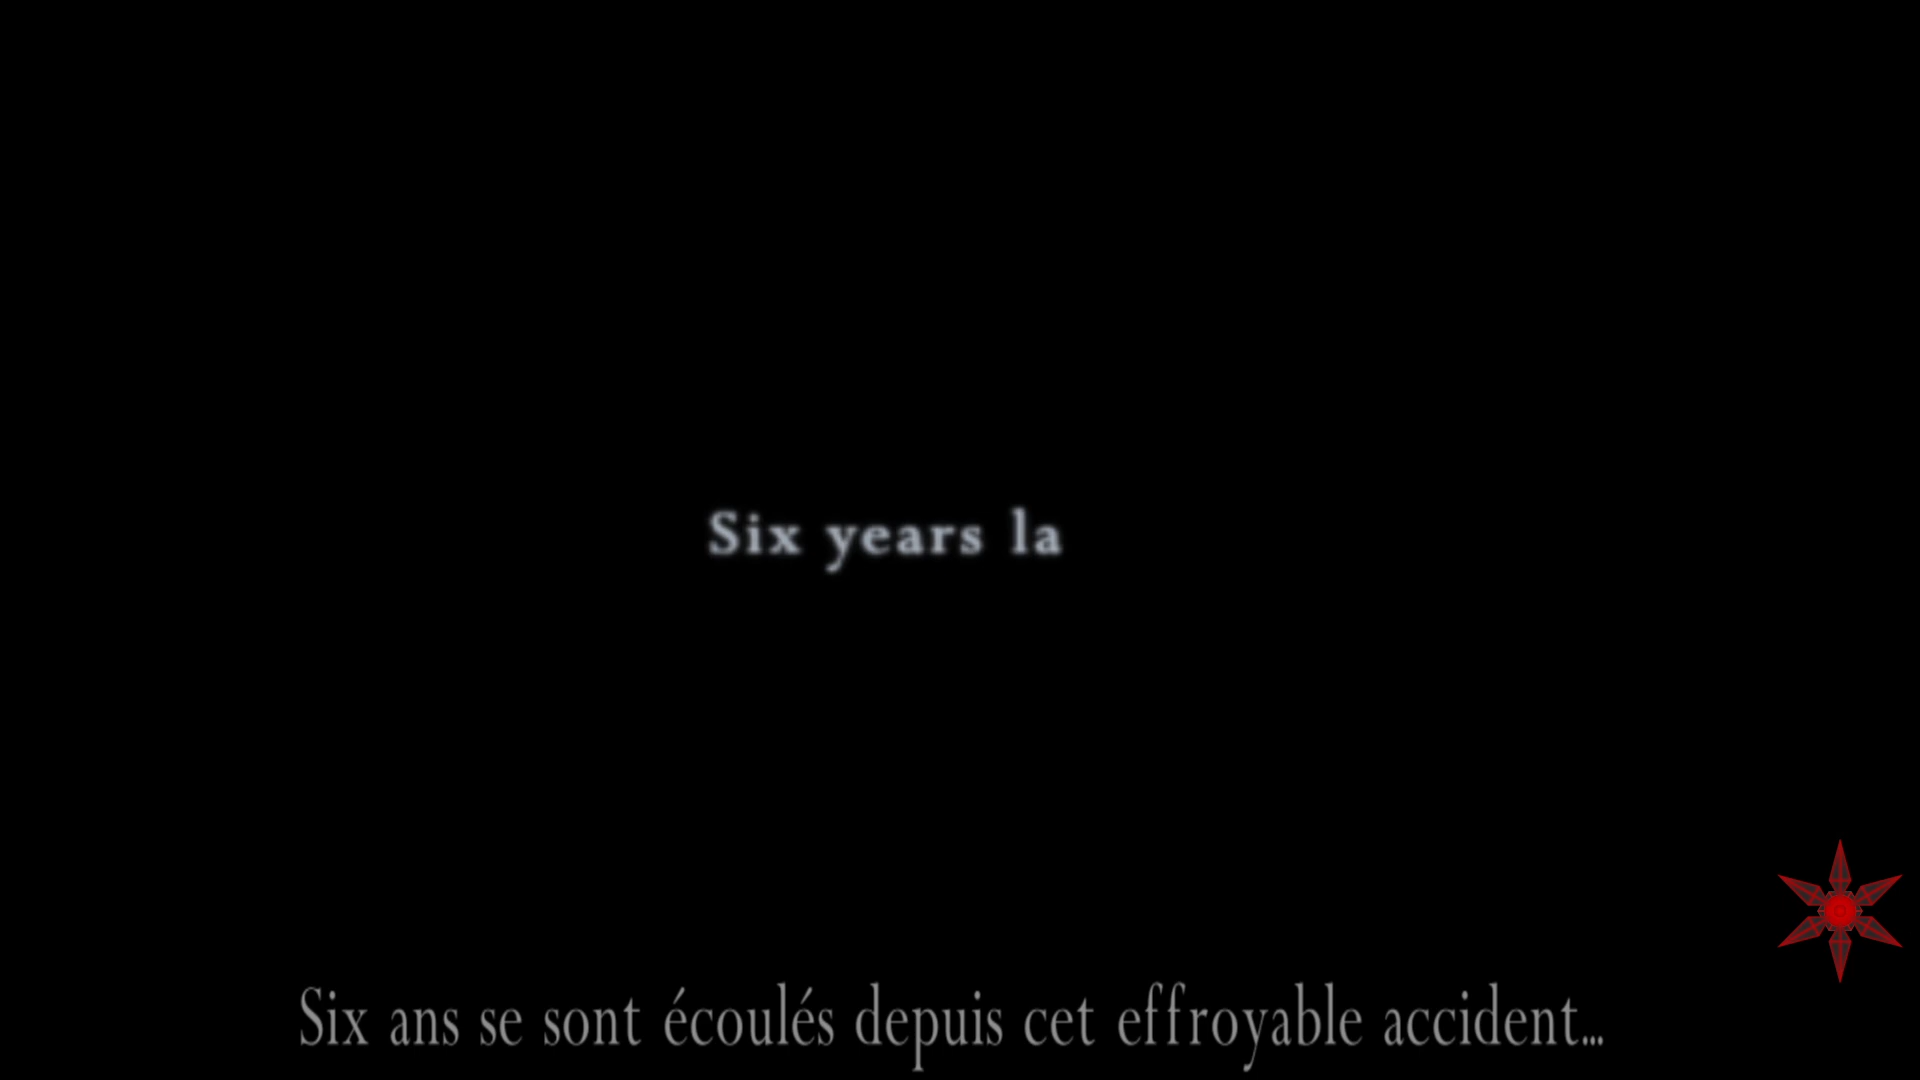 Six years la
Six ans se sont écoulés depuis cet effroyable accident...